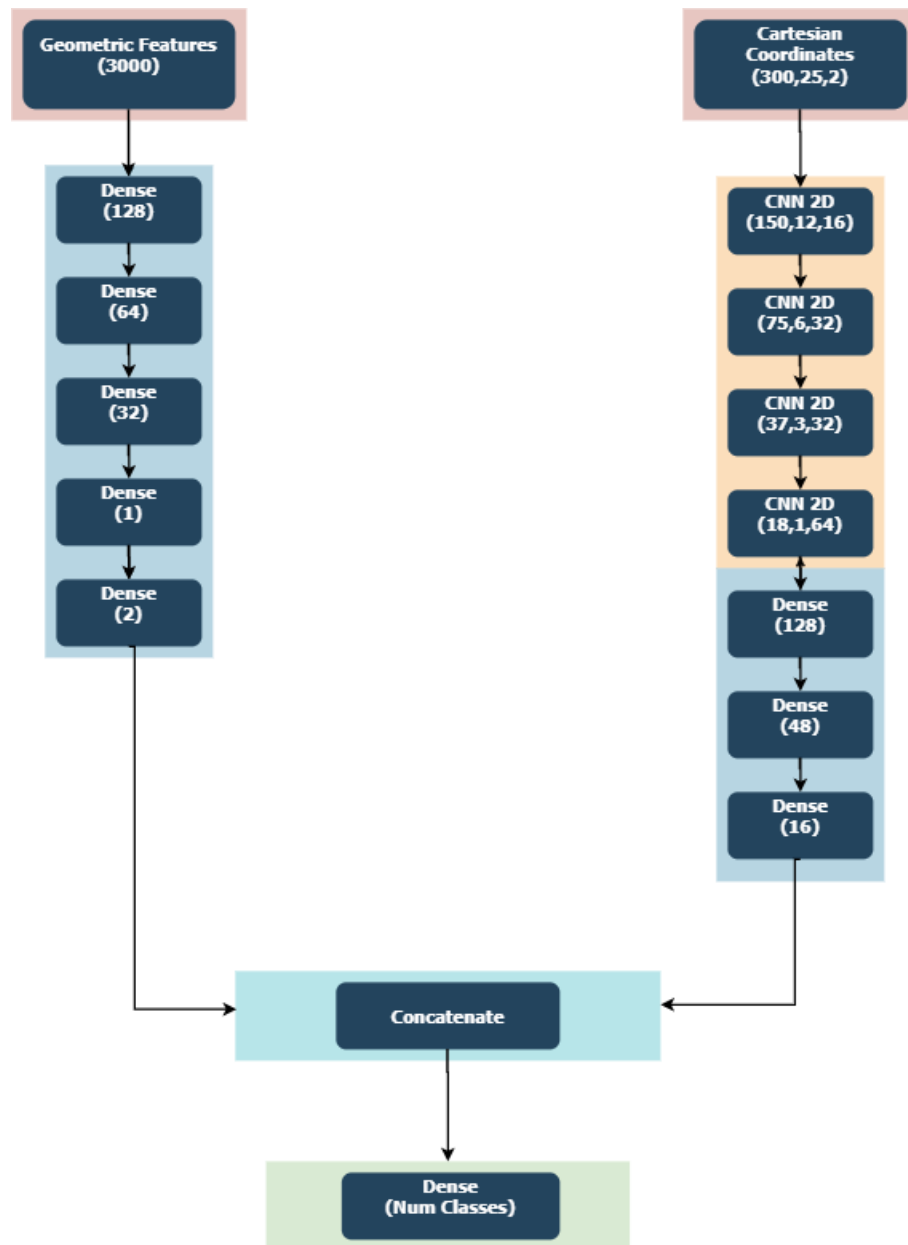 Geometric Features
(3000)
Dense
(128)
Dense
(64)
Dense
(32)
Dense
(1)
Dense
(2)
Cartesian
Coordinates
(300,25,2)
CNN 2D
(150,12,16)
CNN 2D
(75,6,32)
CNN 2D
(37,3,32)
CNN 2D
(18,1,64)
Dense
(128)
Dense
(48)
Dense
(16)
Concatenate
Dense
(Num Classes)